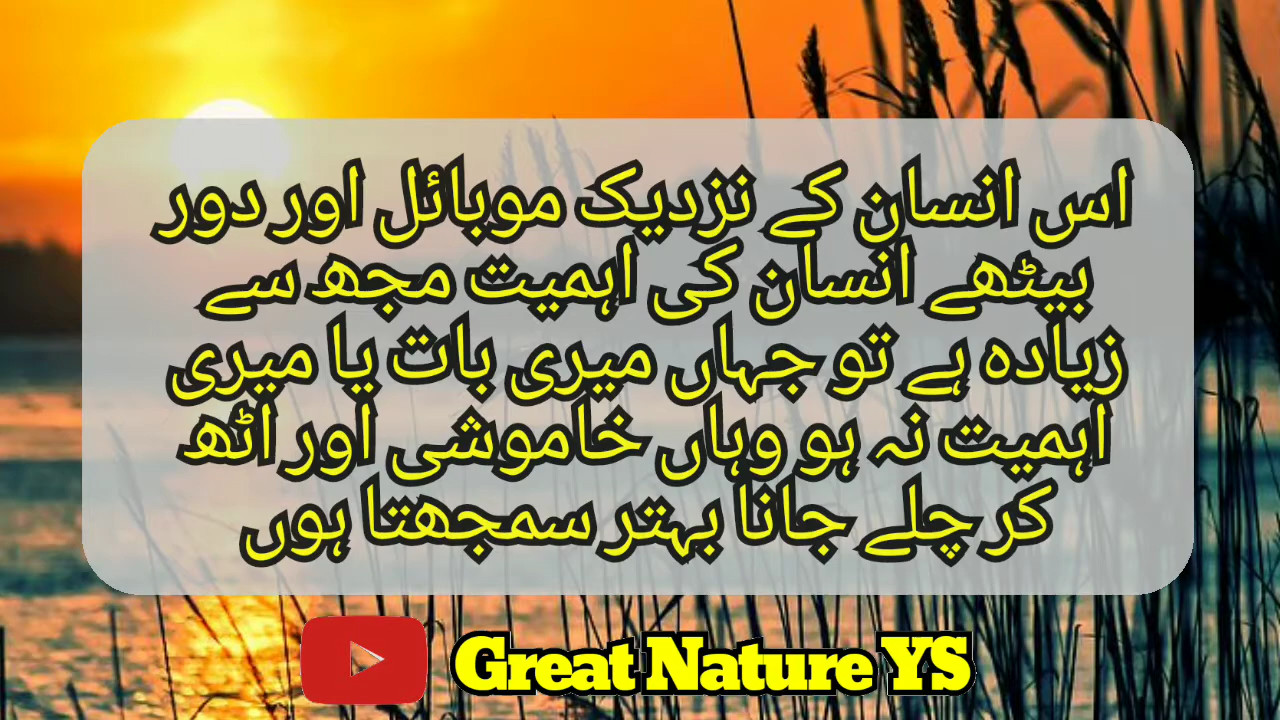 اس انسان کے نزدیک موبائل اور دور
بیٹھے انسان کی اہمیت مجھ سے
زیادہ ہے تو جہاں میری بات یا میری
اہمیت نہ ہو وہاں خاموشی اور اٹھ
کر چلے جانا بہتر سمجھتا ہوں
Great Nature YS